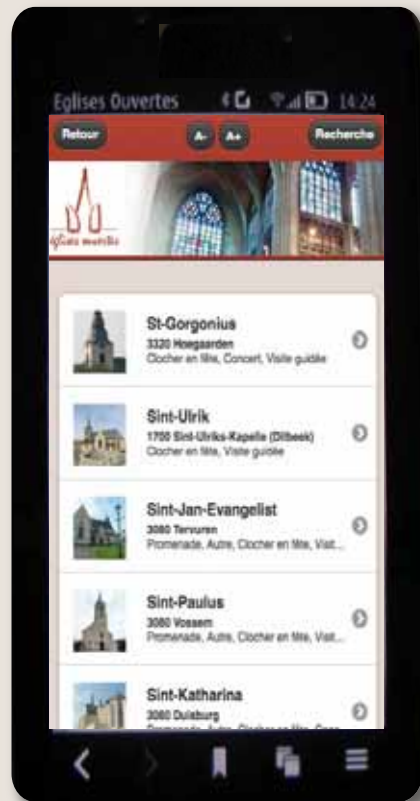 Eglises Ouvertes 14:24
Retour A- A+ Recherche
églises ouvertes
St-Gorgonius
3320 Hoegaarden
Clocher en fête, Concert, Visite guidée
Sint-Ulrik
1700 Sint-Ulriks-Kapelle (Dilbeek)
Clocher en fête, Visite guidée
Sint-Jan-Evangelist
3080 Tervuren
Promenade, Autre, Clocher en fête, Visit...
Sint-Paulus
3080 Vossem
Promenade, Autre, Clocher en fête, Visit...
Sint-Katharina
3080 Duisburg